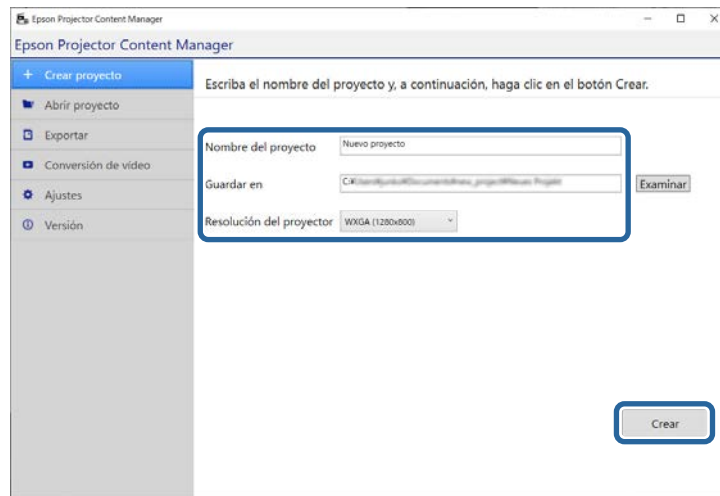 Epson Projector Content Manager
Epson Projector Content Manager
Crear proyecto
Abrir proyecto
Exportar
Conversión de vídeo
Ajustes
Versión
Escriba el nombre del proyecto y, a continuación, haga clic en el botón Crear.
Nombre del proyecto Nuevo proyecto
Guardar en Examinar
Resolución del proyector WXGA (1280x800)
Crear